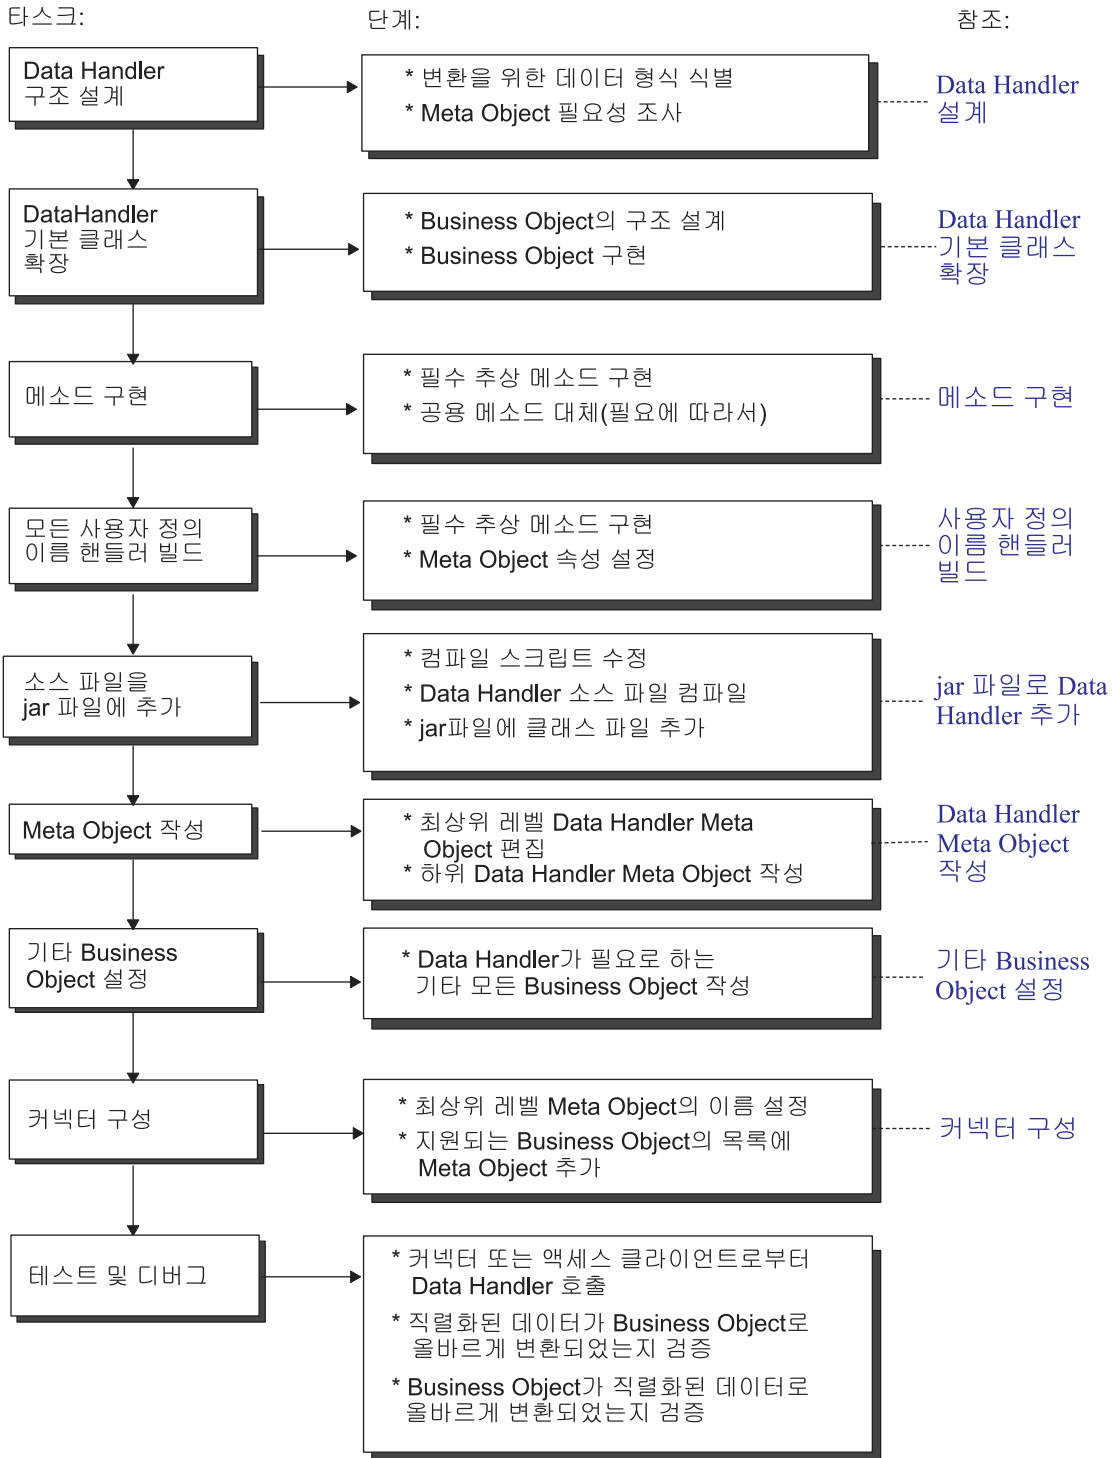 타스크:
단계:
참조:
Data Handler
구조 설계
* 변환을 위한 데이터 형식 식별
* Meta Object 필요성 조사
Data Handler
설계
DataHandler
기본 클래스
확장
* Business Object의 구조 설계
* Business Object 구현
Data Handler
기본 클래스
확장
메소드 구현
* 필수 추상 메소드 구현
* 공용 메소드 대체(필요에 따라서)
메소드 구현
모든 사용자 정의
이름 핸들러 빌드
* 필수 추상 메소드 구현
* Meta Object 속성 설정
사용자 정의
이름 핸들러
빌드
소스 파일을
jar 파일에 추가
* 컴파일 스크립트 수정
* Data Handler 소스 파일 컴파일
* jar파일에 클래스 파일 추가
jar 파일로 Data
Handler 추가
Meta Object 작성
* 최상위 레벨 Data Handler Meta
Object 편집
* 하위 Data Handler Meta Object 작성
Data Handler
Meta Object
작성
기타 Business
Object 설정
* Data Handler가 필요로 하는
기타 모든 Business Object 작성
기타 Business
Object 설정
커넥터 구성
* 최상위 레벨 Meta Object의 이름 설정
* 지원되는 Business Object의 목록에
Meta Object 추가
커넥터 구성
테스트 및 디버그
* 커넥터 또는 액세스 클라이언트로부터
Data Handler 호출
* 직렬화된 데이터가 Business Object로
올바르게 변환되었는지 검증
* Business Object가 직렬화된 데이터로
올바르게 변환되었는지 검증